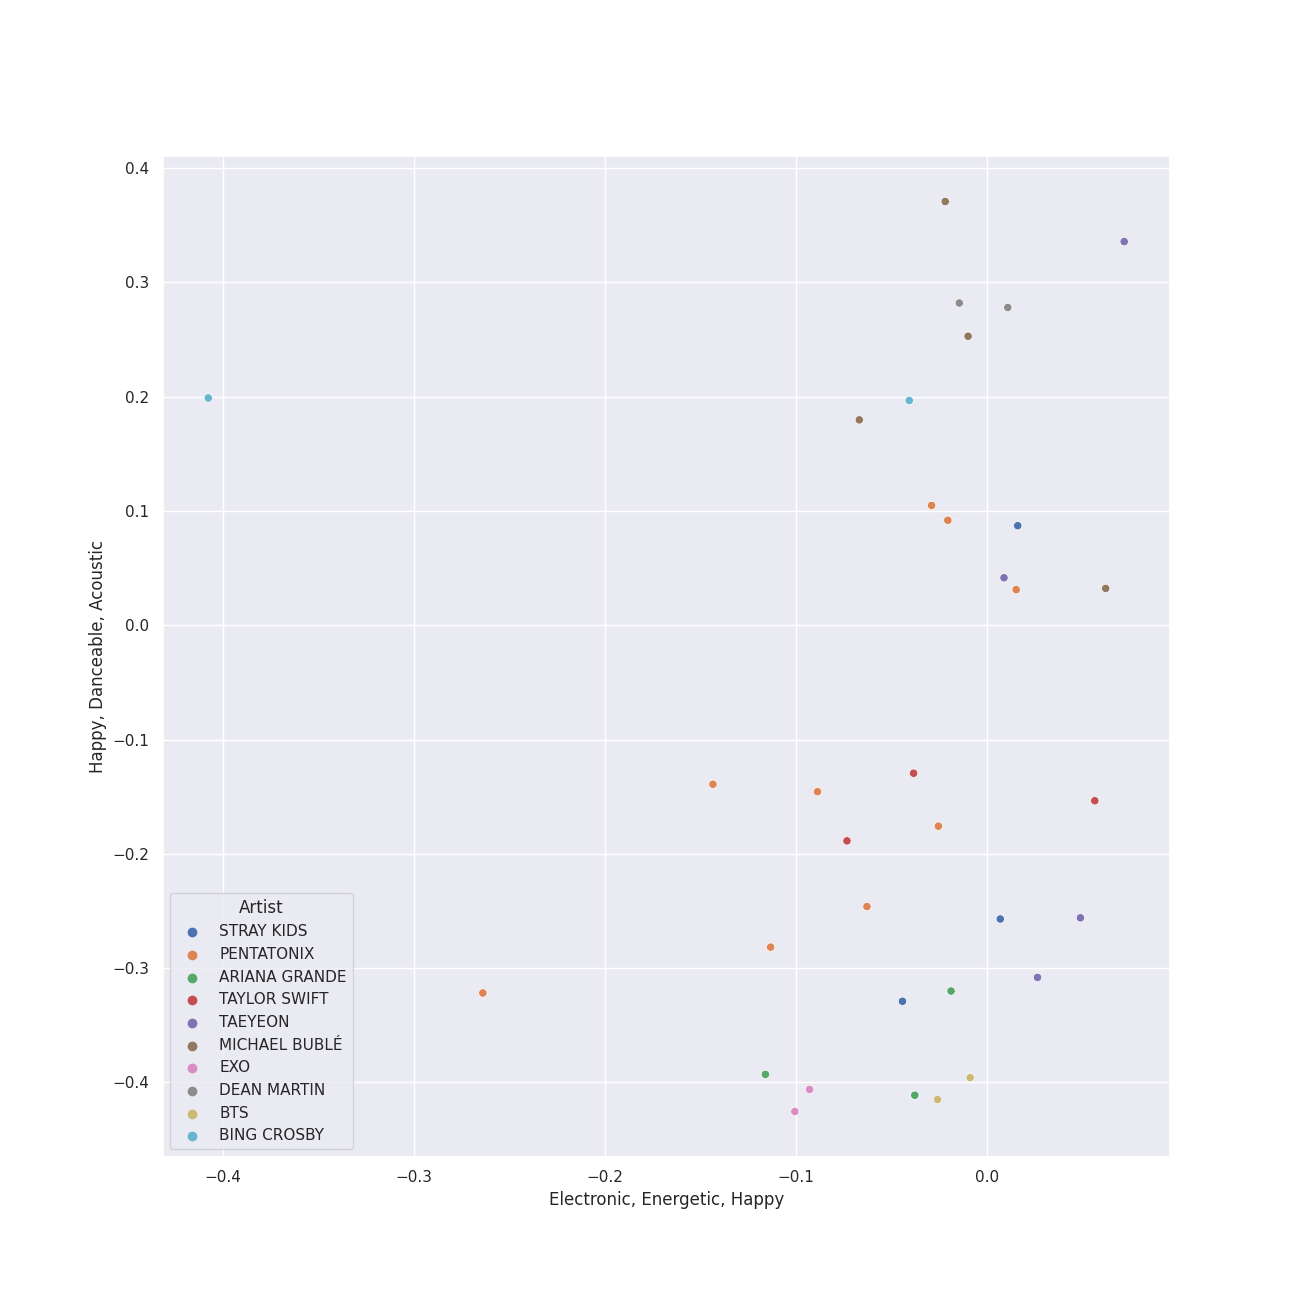 0.4
0.3
0.2
0.1
0.0
−0.1
−0.2
−0.3
−0.4
Happy, Danceable, Acoustic
Artist
STRAY KIDS
PENTATONIX
ARIANA GRANDE
TAYLOR SWIFT
TAEYEON
MICHAEL BUBLÉ
EXO
DEAN MARTIN
BTS
BING CROSBY
−0.4 −0.3 −0.2 −0.1 0.0
Electronic, Energetic, Happy